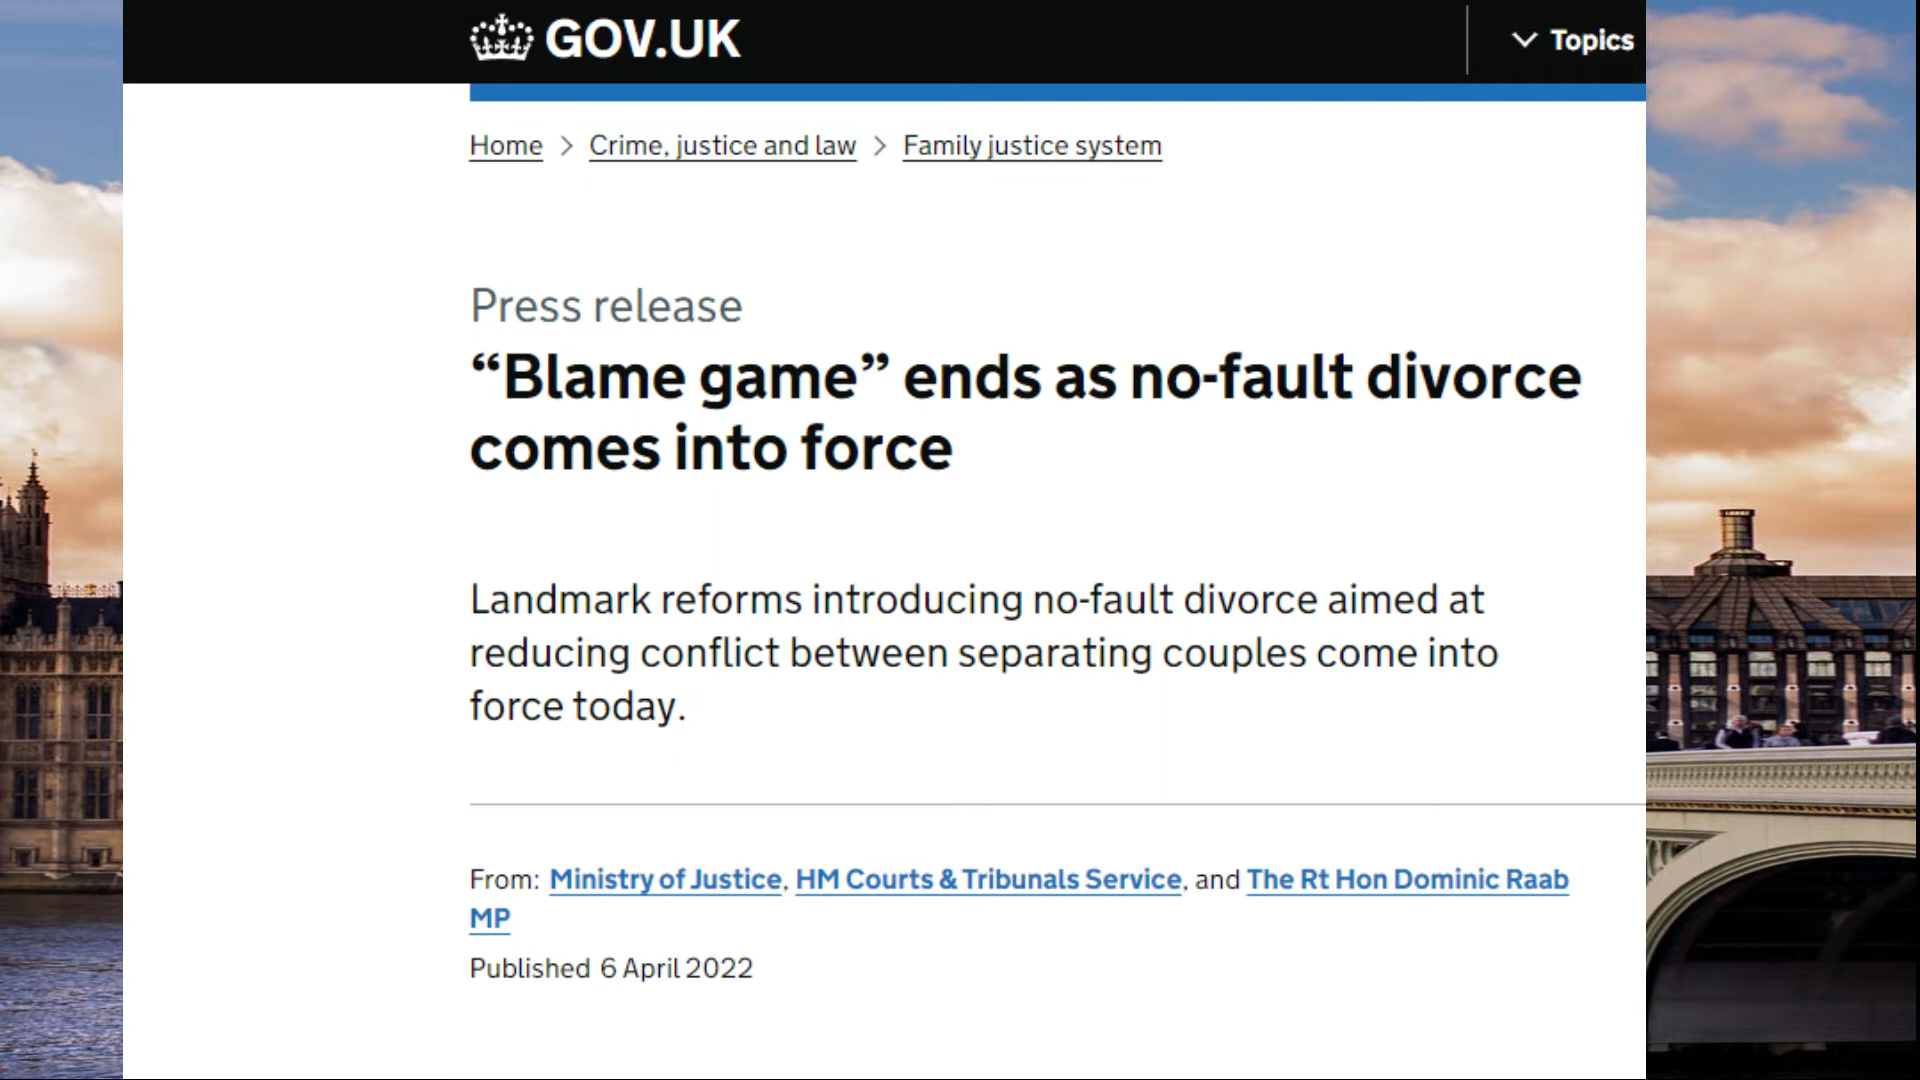 GOV.UK
Topics
Home > Crime, justice and law > Family justice system
Press release
“Blame game” ends as no-fault divorce
comes into force
Landmark reforms introducing no-fault divorce aimed at
reducing conflict between separating couples come into
force today.
From: Ministry of Justice, HM Courts & Tribunals Service, and The Rt Hon Dominic Raab
MP
Published 6 April 2022